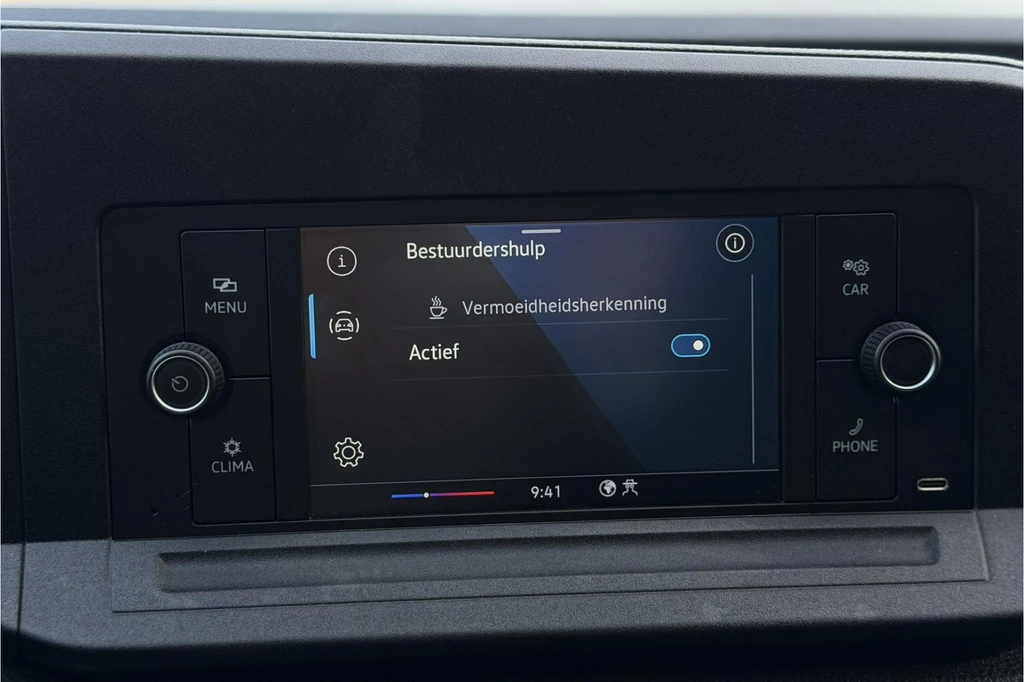 Bestuurdershulp
Vermoeidheidsherkenning
Actief
9:41
MENU
CLIMA
CAR
PHONE